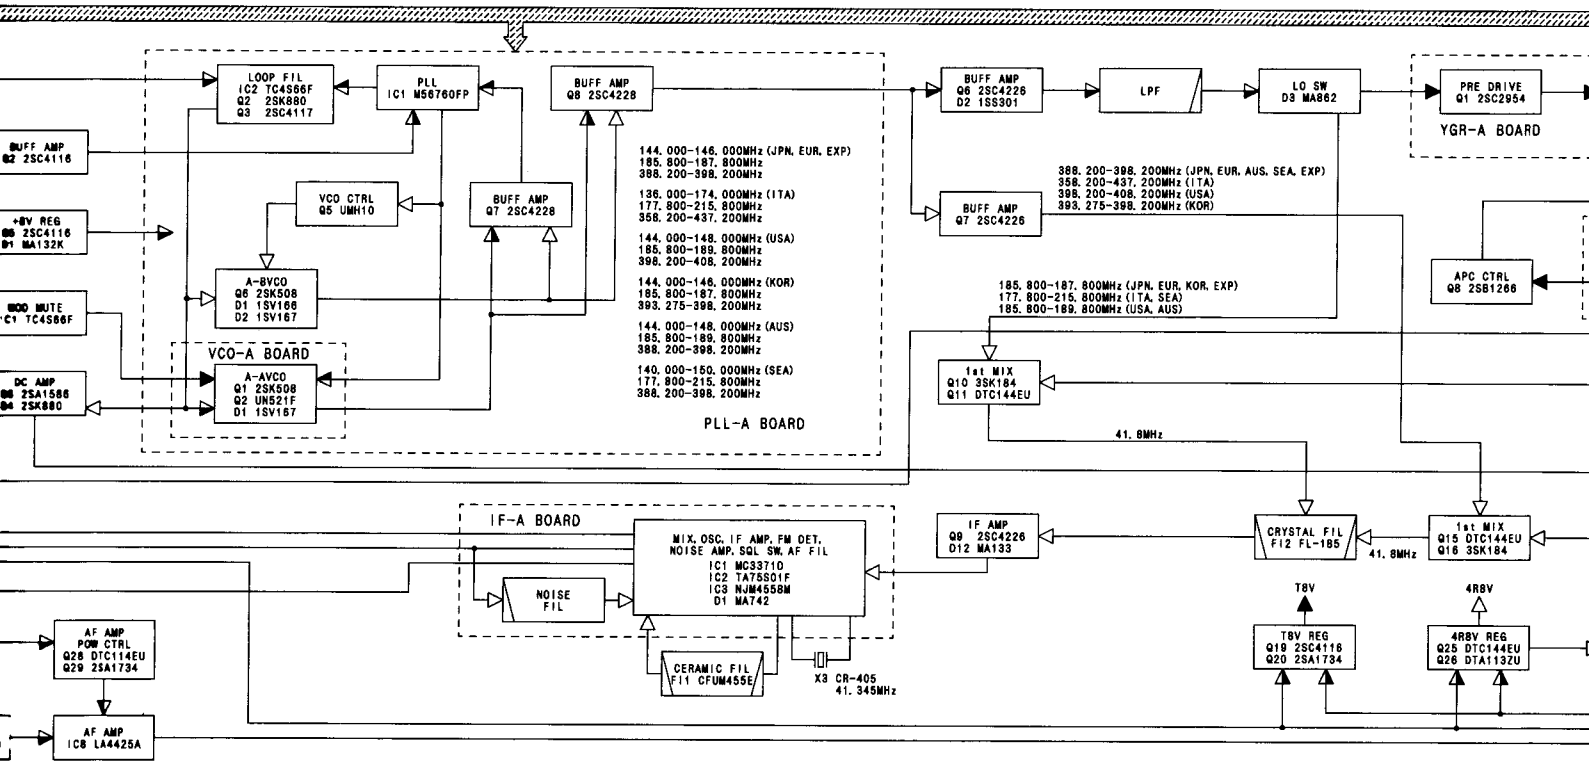 LOOP FIL
IC2 TC4S66F
Q2 2SK880
Q3 2SC4117
PLL
IC1 M56760FP
BUFF AMP
Q8 2SC4228
BUFF AMP
Q6 2SC4226
D2 1SS301
LPF
LO SW
D3 MA862
PRE DRIVE
Q1 2SC2954
YGR-A BOARD
BUFF AMP
2SC4116
144.000-146.000MHz (JPN, EUR, EXP)
185.800-187.800MHz
388.200-398.200MHz
136.000-174.000MHz (ITA)
177.800-215.800MHz
358.200-437.200MHz
144.000-148.000MHz (USA)
185.800-189.800MHz
398.200-408.200MHz
144.000-146.000MHz (KOR)
185.800-187.800MHz
393.275-398.200MHz
144.000-148.000MHz (AUS)
185.800-189.800MHz
388.200-398.200MHz
140.000-150.000MHz (SEA)
177.800-215.800MHz
388.200-398.200MHz
VCO CTRL
Q5 UMH10
BUFF AMP
Q7 2SC4228
388.200-398.200MHz (JPN, EUR, AUS, SEA, EXP)
358.200-437.200MHz (ITA)
398.200-408.200MHz (USA)
393.275-398.200MHz (KOR)
BUFF AMP
Q7 2SC4226
+8V REG
2SC4116
MA132K
A-BVCO
Q6 2SK508
D1 1SV166
D2 1SV167
APC CTRL
Q8 2SB1266
185.800-187.800MHz (JPN, EUR, KOR, EXP)
177.800-215.800MHz (ITA, SEA)
185.800-189.800MHz (USA, AUS)
MOD MUTE
TC4S66F
VCO-A BOARD
A-AVCO
Q1 2SK508
Q2 UN521F
D1 1SV167
DC AMP
2SA1586
2SK880
1st MIX
Q10 3SK184
Q11 DTC144EU
PLL-A BOARD
41.8MHz
IF-A BOARD
MIX, OSC, IF AMP, FM DET,
NOISE AMP, SQL SW, AF FIL
IC1 MC33710
IC2 TA75S01F
IC3 NJM4558M
D1 MA742
IF AMP
Q9 2SC4226
D12 MA133
CRYSTAL FIL
FI2 FL-185
41.8MHz
1st MIX
Q15 DTC144EU
Q16 3SK184
NOISE
FIL
T8V
4R8V
AF AMP
POW CTRL
Q28 DTC114EU
Q29 2SA1734
CERAMIC FIL
FI1 CFUM455E
X3 CR-405
41.345MHz
T8V REG
Q19 2SC4116
Q20 2SA1734
4R8V REG
Q25 DTC144EU
Q26 DTA113ZU
AF AMP
IC8 LA4425A